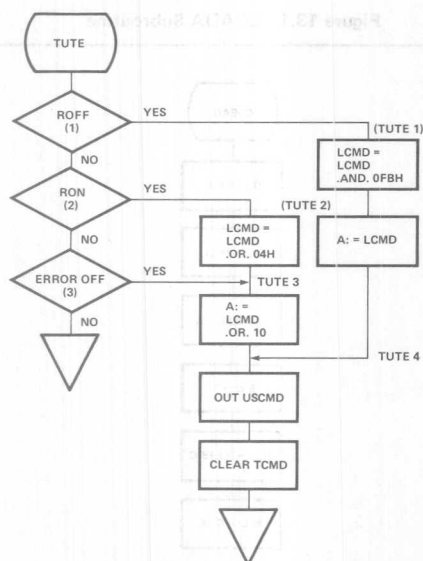 TUTE
ROFF
(1)
YES
NO
(TUTE 1)
LCMD =
LCMD
.AND. 0FBH
RON
(2)
YES
NO
(TUTE 2)
LCMD =
LCMD
.OR. 04H
A: = LCMD
ERROR OFF
(3)
YES
NO
TUTE 3
A: =
LCMD
.OR. 10
TUTE 4
OUT USCMD
CLEAR TCMD